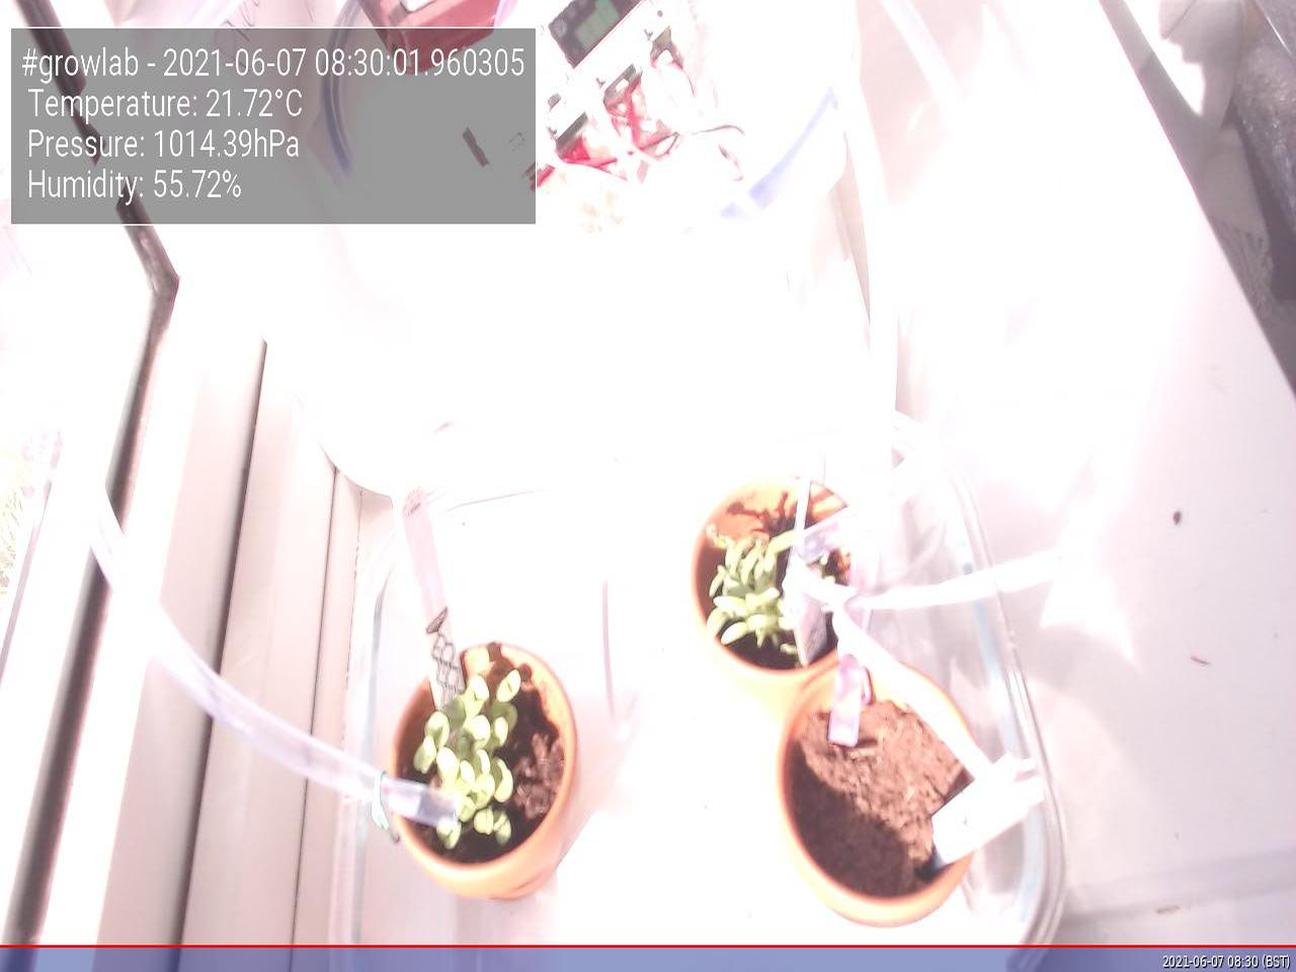 #growlab - 2021-06-07 08:30:01.960305
Temperature: 21.72°C
Pressure: 1014.39hPa
Humidity: 55.72%
2021-06-07 08:30 (BST)